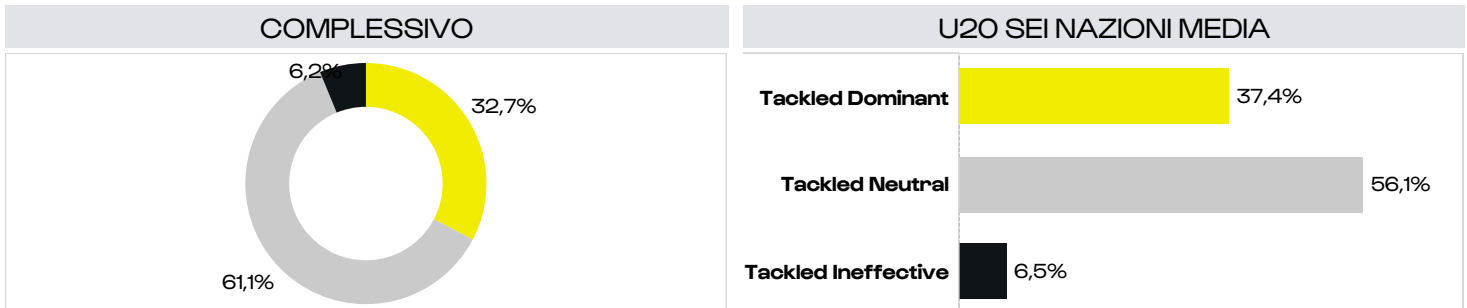 COMPLESSIVO
6,2%
32,7%
61,1%
U20 SEI NAZIONI MEDIA
Tackled Dominant 37,4%
Tackled Neutral 56,1%
Tackled Ineffective 6,5%